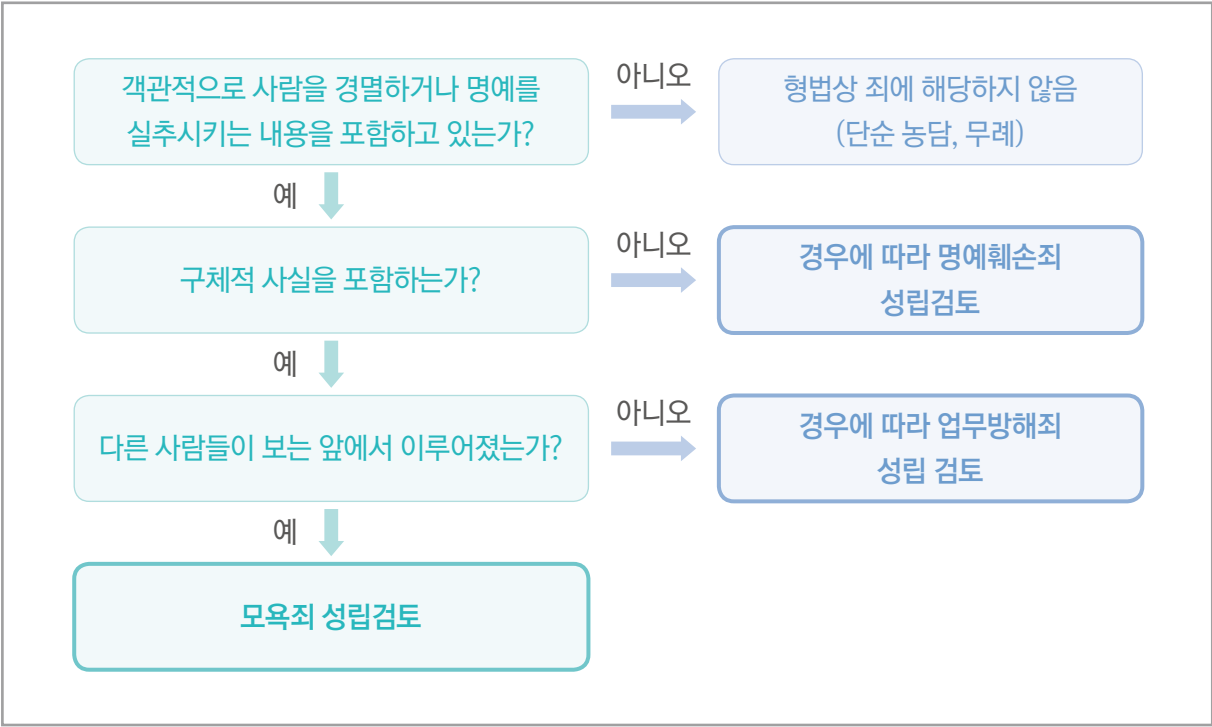 객관적으로 사람을 경멸하거나 명예를
실추시키는 내용을 포함하고 있는가?
아니오
형법상 죄에 해당하지 않음
(단순 농담, 무례)
예
구체적 사실을 포함하는가?
아니오
경우에 따라 명예훼손죄
성립검토
예
다른 사람들이 보는 앞에서 이루어졌는가?
아니오
경우에 따라 업무방해죄
성립 검토
예
모욕죄 성립검토